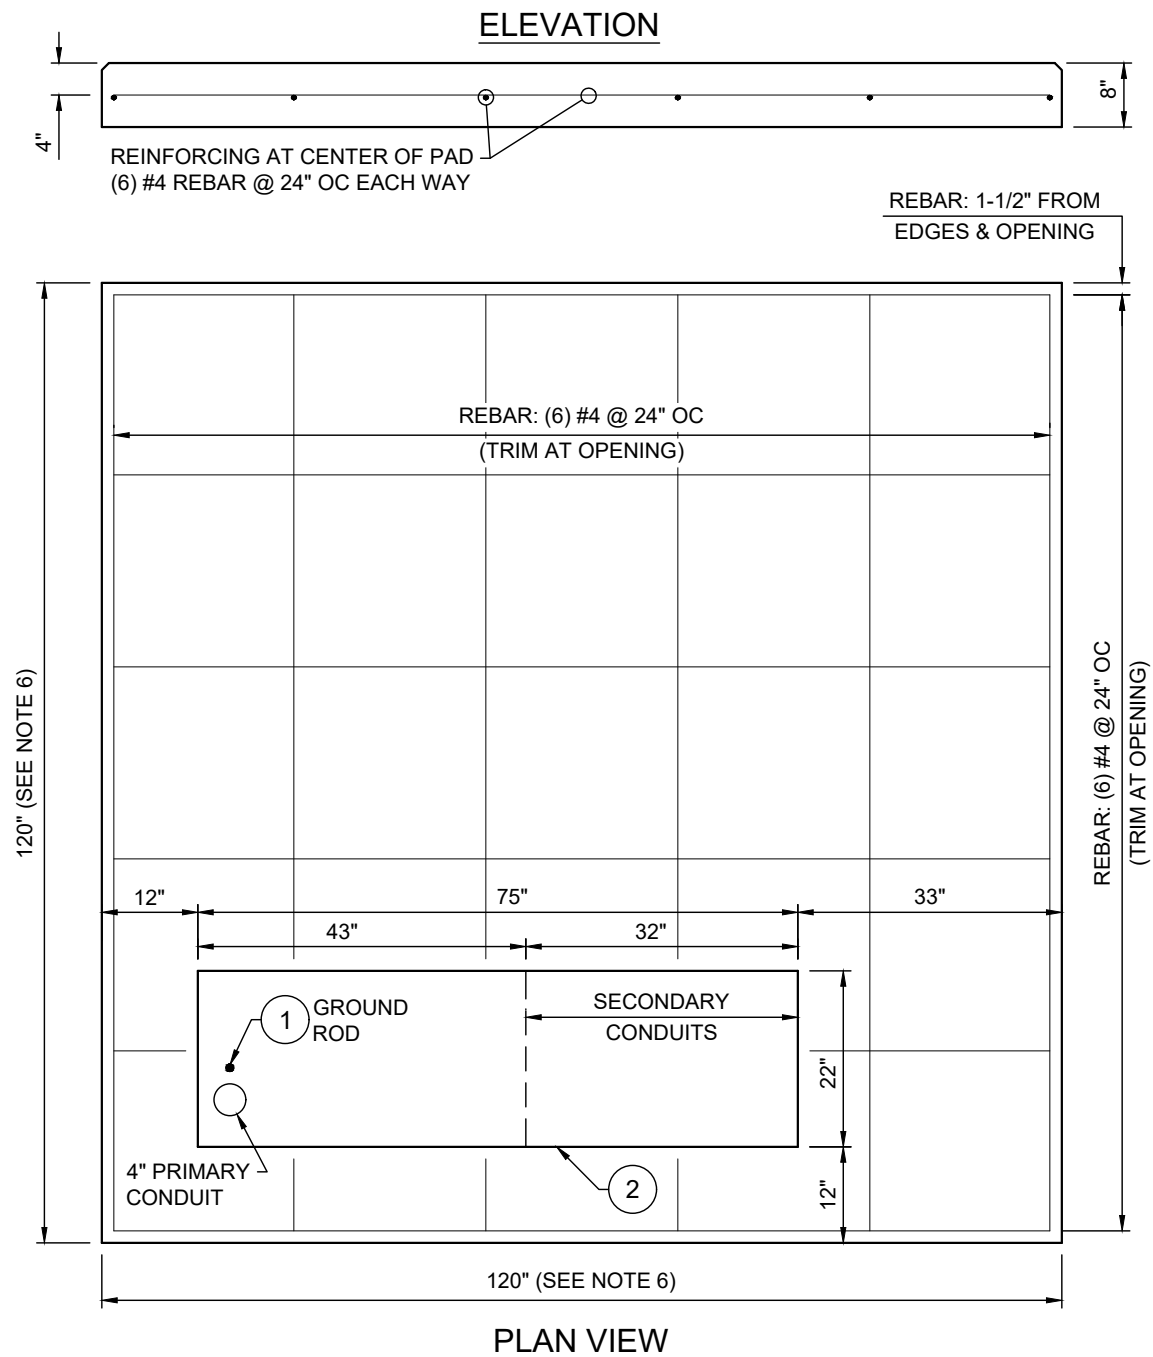 ELEVATION
8"
4"
REINFORCING AT CENTER OF PAD
(6) #4 REBAR @ 24" OC EACH WAY
REBAR: 1-1/2" FROM
EDGES & OPENING
REBAR: (6) #4 @ 24" OC
(TRIM AT OPENING)
120" (SEE NOTE 6)
REBAR: (6) #4 @ 24" OC
(TRIM AT OPENING)
12"
75"
33"
43"
32"
1
GROUND
ROD
SECONDARY
CONDUITS
22"
4" PRIMARY
CONDUIT
2
12"
120" (SEE NOTE 6)
PLAN VIEW